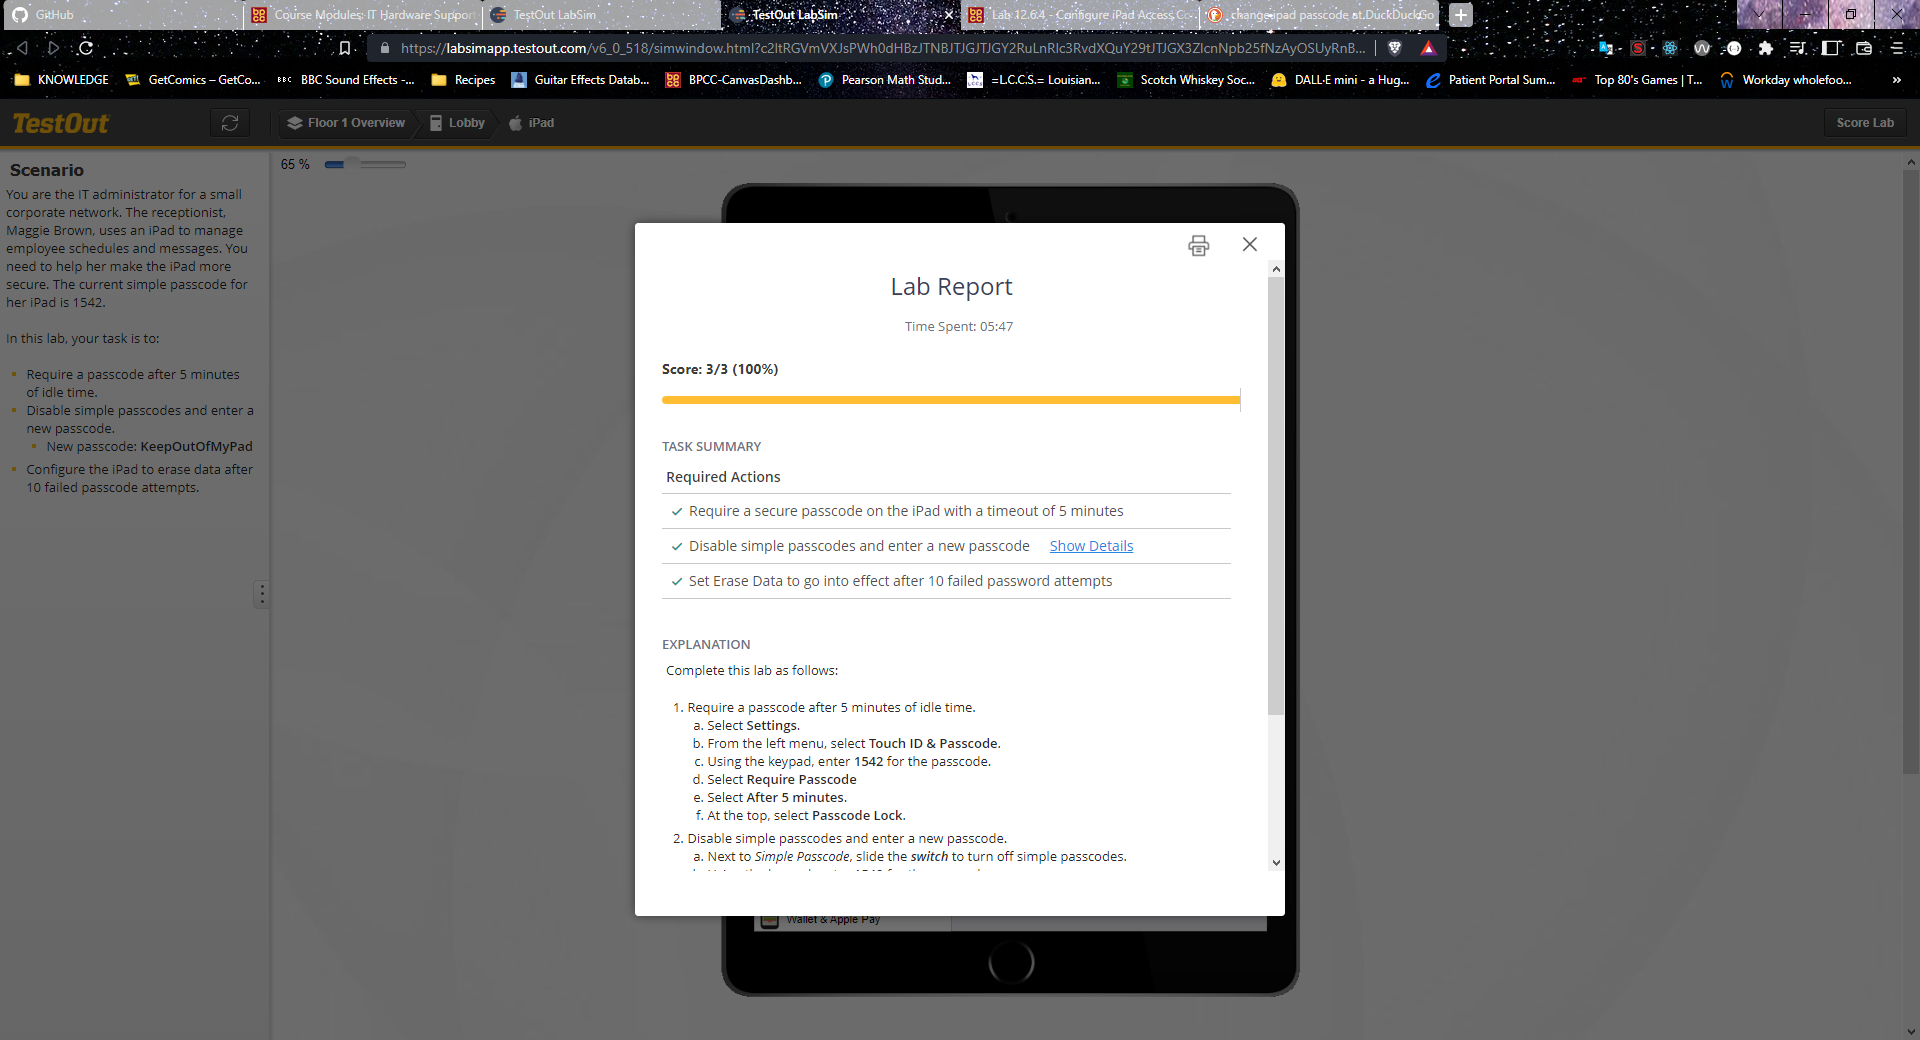 GitHub
Course Modules: IT Hardware Support
TestOut LabSim
TestOut LabSim
Lab 12.6.4 - Configure iPad Access Co
change ipad passcode at DuckDuckGo
https://labsimapp.testout.com/v6_0_518/simwindow.html?
KNOWLEDGE
GetComics – GetCo...
BBC BBC Sound Effects -...
Recipes
Guitar Effects Datab...
BPCC-CanvasDashb...
Pearson Math Stud...
=L.C.C.S.= Louisian...
Scotch Whiskey Soc...
DALL·E mini - a Hug...
Patient Portal Sum...
Top 80's Games | T...
Workday wholefoo...
»
TestOut
Floor 1 Overview
Lobby
iPad
Score Lab
65 %
Scenario
You are the IT administrator for a small
corporate network. The receptionist,
Maggie Brown, uses an iPad to manage
employee schedules and messages. You
need to help her make the iPad more
secure. The current simple passcode for
her iPad is 1542.
In this lab, your task is to:
Require a passcode after 5 minutes
of idle time.
Disable simple passcodes and enter a
new passcode.
New passcode: KeepOutOfMyPad
Configure the iPad to erase data after
10 failed passcode attempts.
Lab Report
Time Spent: 05:47
Score: 3/3 (100%)
TASK SUMMARY
Required Actions
Require a secure passcode on the iPad with a timeout of 5 minutes
Disable simple passcodes and enter a new passcode Show Details
Set Erase Data to go into effect after 10 failed password attempts
EXPLANATION
Complete this lab as follows:
1. Require a passcode after 5 minutes of idle time.
a. Select Settings.
b. From the left menu, select Touch ID & Passcode.
c. Using the keypad, enter 1542 for the passcode.
d. Select Require Passcode
e. Select After 5 minutes.
f. At the top, select Passcode Lock.
2. Disable simple passcodes and enter a new passcode.
a. Next to Simple Passcode, slide the switch to turn off simple passcodes.
Wallet & Apple Pay